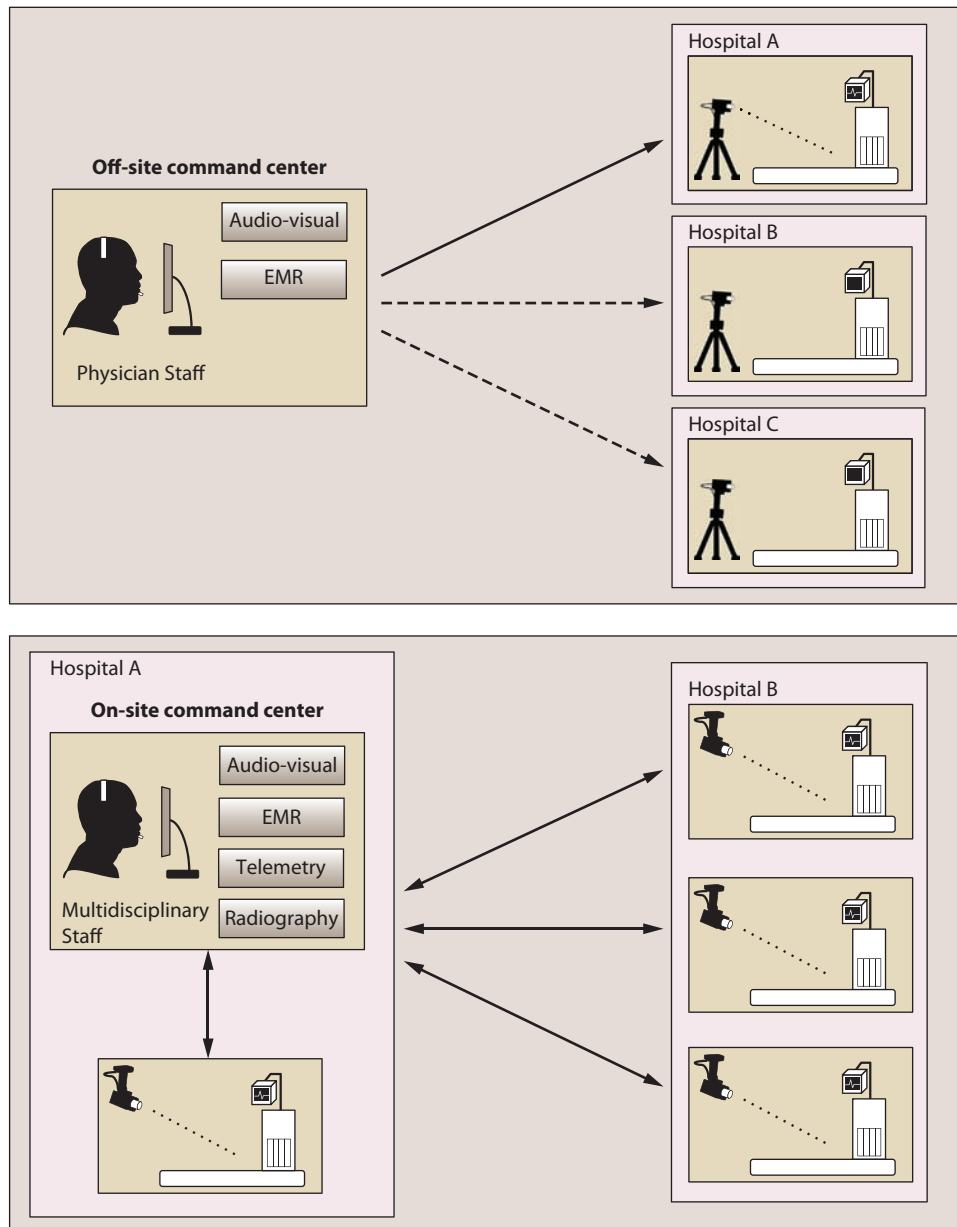 Hospital A
Off-site command center
Audio-visual
EMR
Physician Staff
Hospital B
Hospital C
Hospital A
On-site command center
Audio-visual
EMR
Telemetry
Radiography
Multidisciplinary
Staff
Hospital B